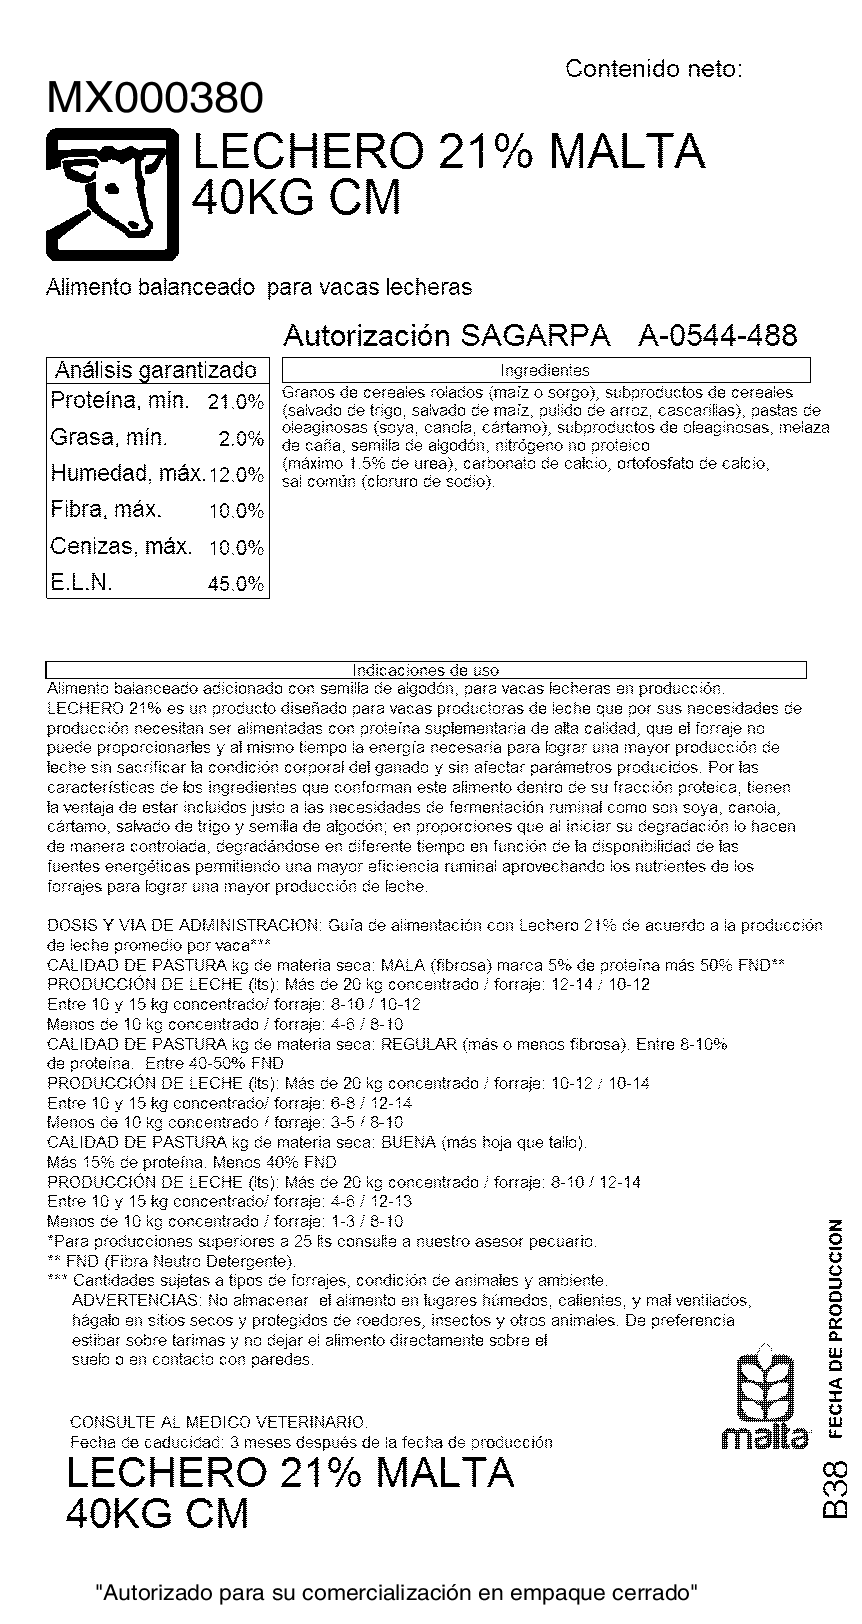 Contenido neto:
MX000380
LECHERO 21% MALTA
40KG CM
Alimento balanceado  para vacas lecheras
Autorización SAGARPA   A-0544-488
Análisis garantizado
Proteína, mín. 21.0%
Grasa, mín. 2.0%
Humedad, máx. 12.0%
Fibra, máx. 10.0%
Cenizas, máx. 10.0%
E.L.N. 45.0%
Ingredientes
Granos de cereales rolados (maíz o sorgo), subproductos de cereales
(salvado de trigo, salvado de maíz, pulido de arroz, cascarillas), pastas de
oleaginosas (soya, canola, cártamo), subproductos de oleaginosas, melaza
de caña, semilla de algodón, nitrógeno no proteico
(máximo 1.5% de urea), carbonato de calcio, ortofosfato de calcio,
sal común (cloruro de sodio).
Indicaciones de uso
Alimento balanceado adicionado con semilla de algodón, para vacas lecheras en producción.
LECHERO 21% es un producto diseñado para vacas productoras de leche que por sus necesidades de
producción necesitan ser alimentadas con proteína suplementaria de alta calidad, que el forraje no
puede proporcionarles y al mismo tiempo la energía necesaria para lograr una mayor producción de
leche sin sacrificar la condición corporal del ganado y sin afectar parámetros producidos. Por las
características de los ingredientes que conforman este alimento dentro de su fracción proteica, tienen
la ventaja de estar incluidos justo a las necesidades de fermentación ruminal como son soya, canola,
cártamo, salvado de trigo y semilla de algodón; en proporciones que al iniciar su degradación lo hacen
de manera controlada, degradándose en diferente tiempo en función de la disponibilidad de las
fuentes energéticas permitiendo una mayor eficiencia ruminal aprovechando los nutrientes de los
forrajes para lograr una mayor producción de leche.
DOSIS Y VIA DE ADMINISTRACION: Guía de alimentación con Lechero 21% de acuerdo a la producción
de leche promedio por vaca***
CALIDAD DE PASTURA kg de materia seca: MALA (fibrosa) marca 5% de proteína más 50% FND**
PRODUCCIÓN DE LECHE (lts): Más de 20 kg concentrado / forraje: 12-14 / 10-12
Entre 10 y 15 kg concentrado/ forraje: 8-10 / 10-12
Menos de 10 kg concentrado / forraje: 4-6 / 8-10
CALIDAD DE PASTURA kg de materia seca: REGULAR (más o menos fibrosa). Entre 8-10%
de proteína.  Entre 40-50% FND
PRODUCCIÓN DE LECHE (lts): Más de 20 kg concentrado / forraje: 10-12 / 10-14
Entre 10 y 15 kg concentrado/ forraje: 6-8 / 12-14
Menos de 10 kg concentrado / forraje: 3-5 / 8-10
CALIDAD DE PASTURA kg de materia seca: BUENA (más hoja que tallo).
Más 15% de proteína. Menos 40% FND
PRODUCCIÓN DE LECHE (lts): Más de 20 kg concentrado / forraje: 8-10 / 12-14
Entre 10 y 15 kg concentrado/ forraje: 4-6 / 12-13
Menos de 10 kg concentrado / forraje: 1-3 / 8-10
*Para producciones superiores a 25 lts consulte a nuestro asesor pecuario.
** FND (Fibra Neutro Detergente).
*** Cantidades sujetas a tipos de forrajes, condición de animales y ambiente.
ADVERTENCIAS: No almacenar  el alimento en lugares húmedos, calientes, y mal ventilados,
hágalo en sitios secos y protegidos de roedores, insectos y otros animales. De preferencia
estibar sobre tarimas y no dejar el alimento directamente sobre el
suelo o en contacto con paredes.
malta
FECHA DE PRODUCCION
B38
CONSULTE AL MEDICO VETERINARIO.
Fecha de caducidad: 3 meses después de la fecha de producción
LECHERO 21% MALTA
40KG CM
"Autorizado para su comercialización en empaque cerrado"